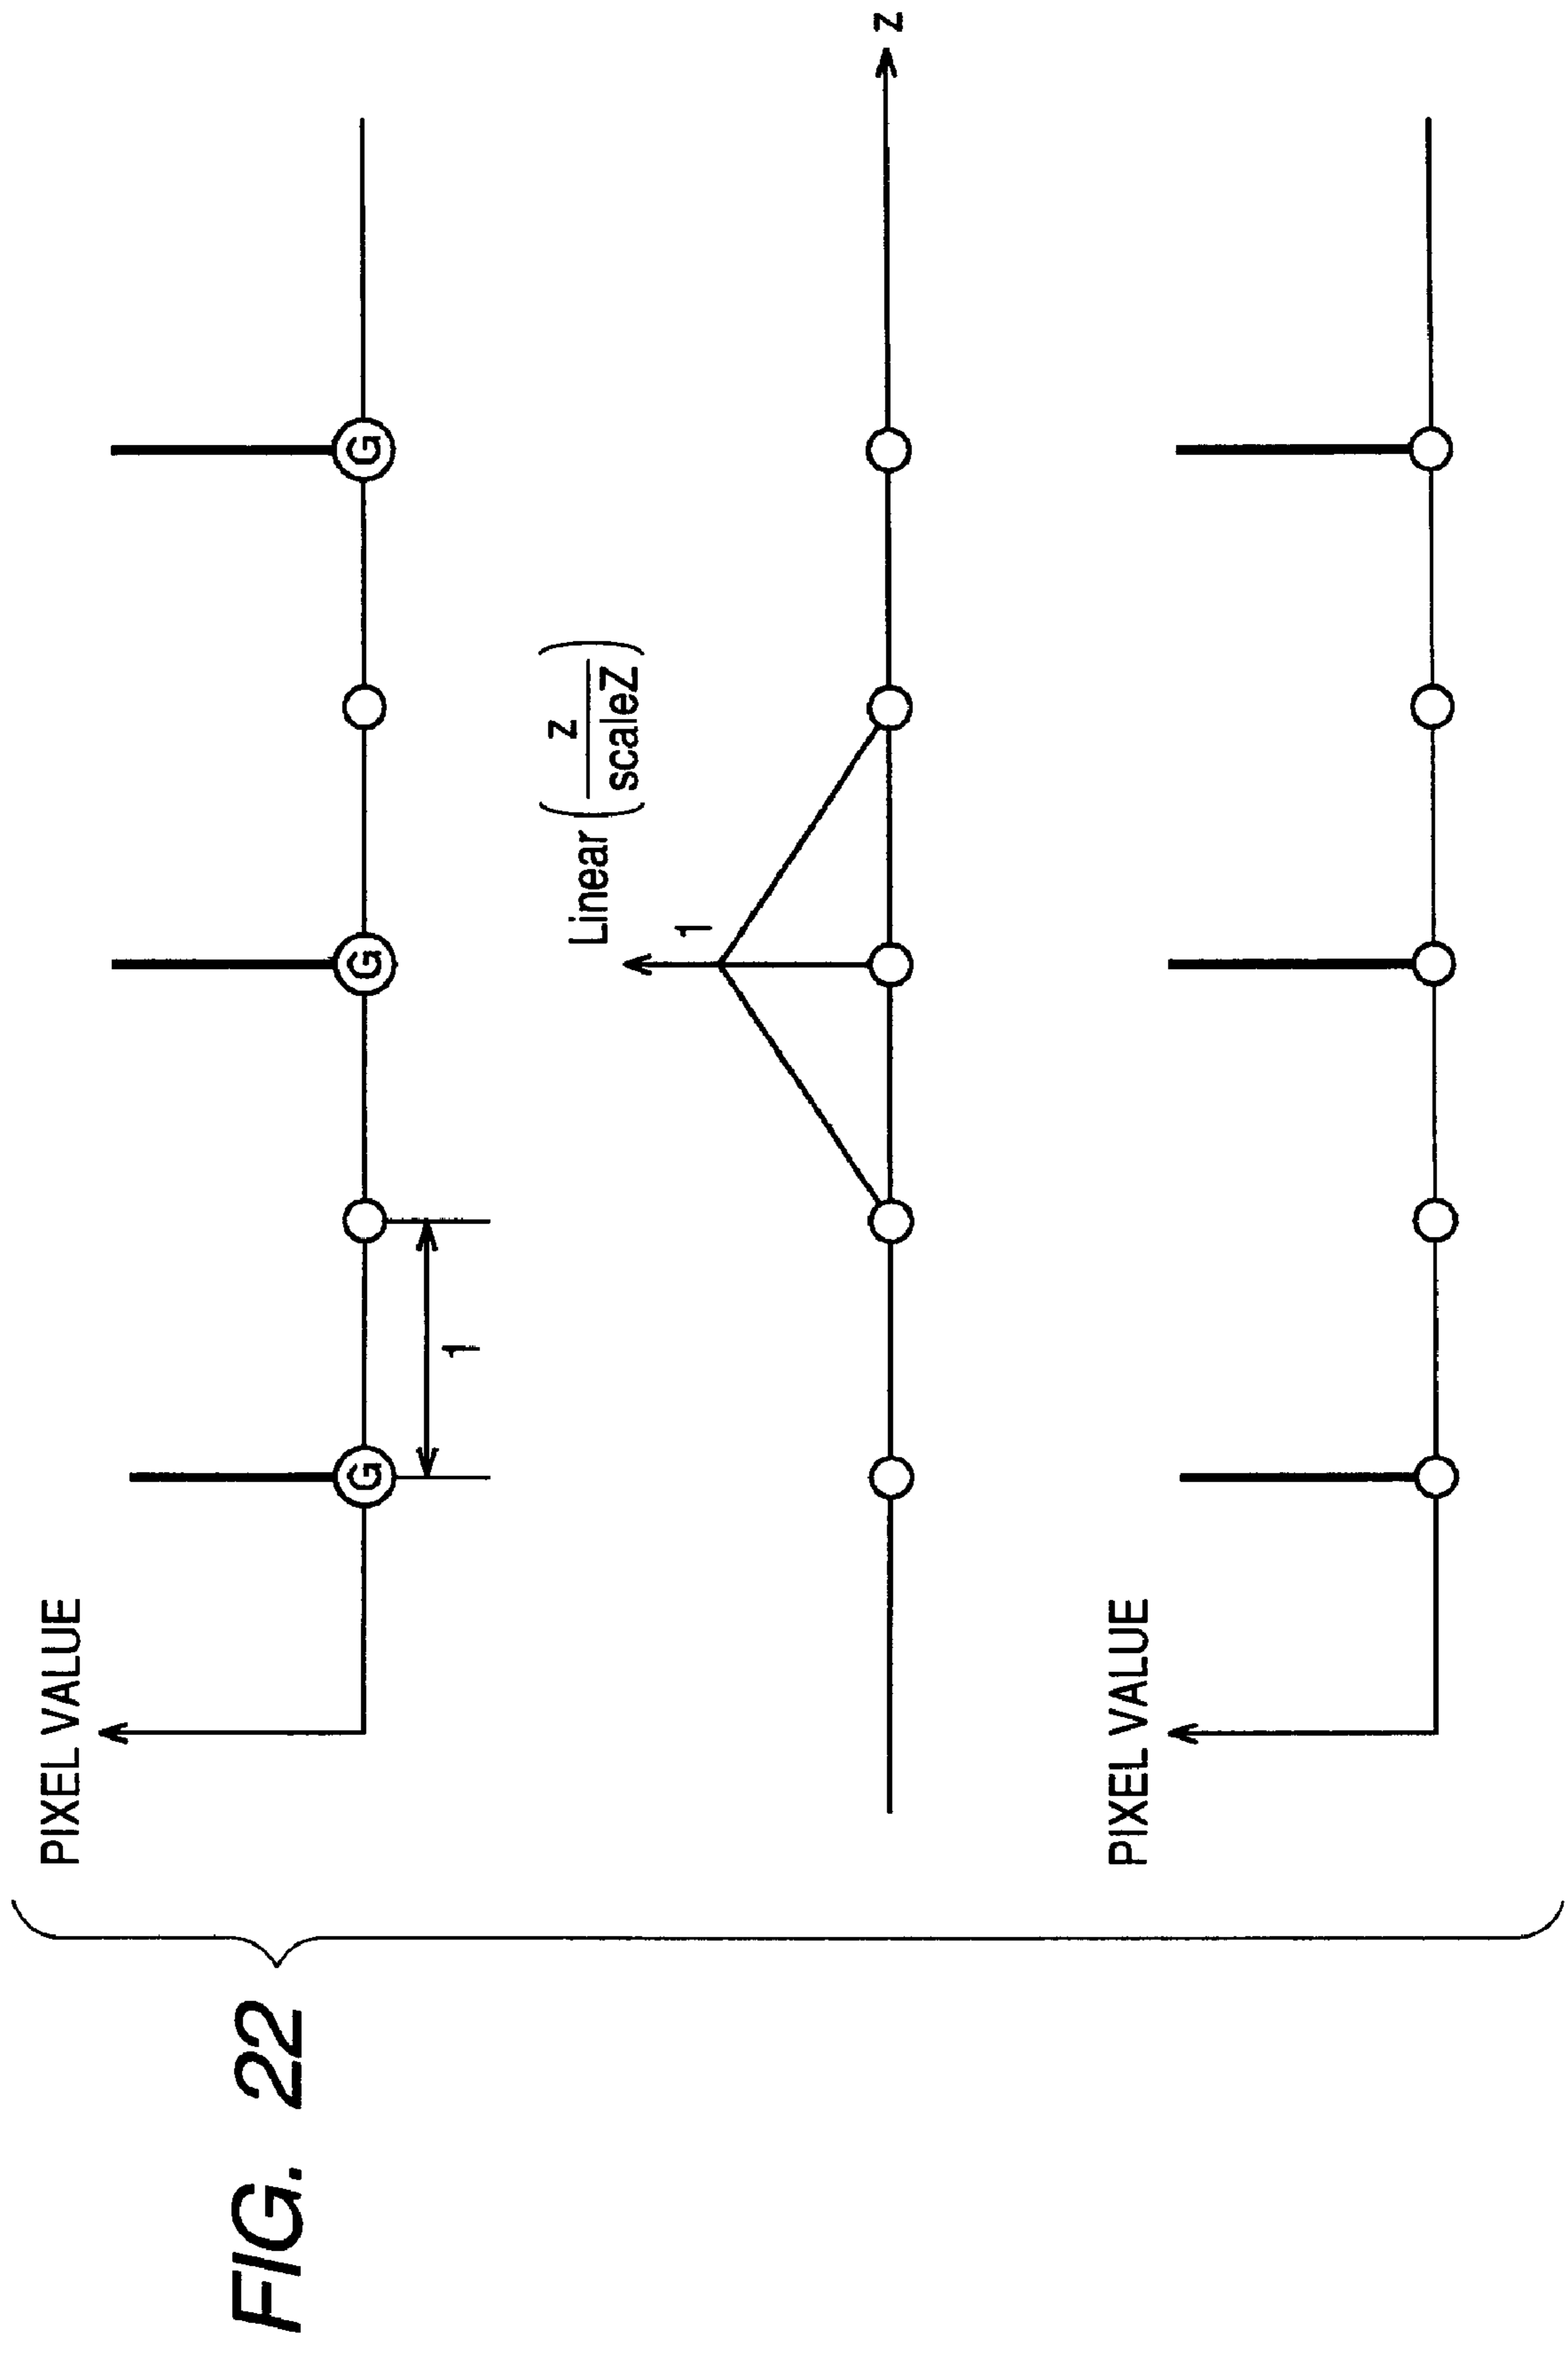 FIG. 22
PIXEL VALUE
G G G
1
Linear ( z / scaleZ )
1
z
PIXEL VALUE